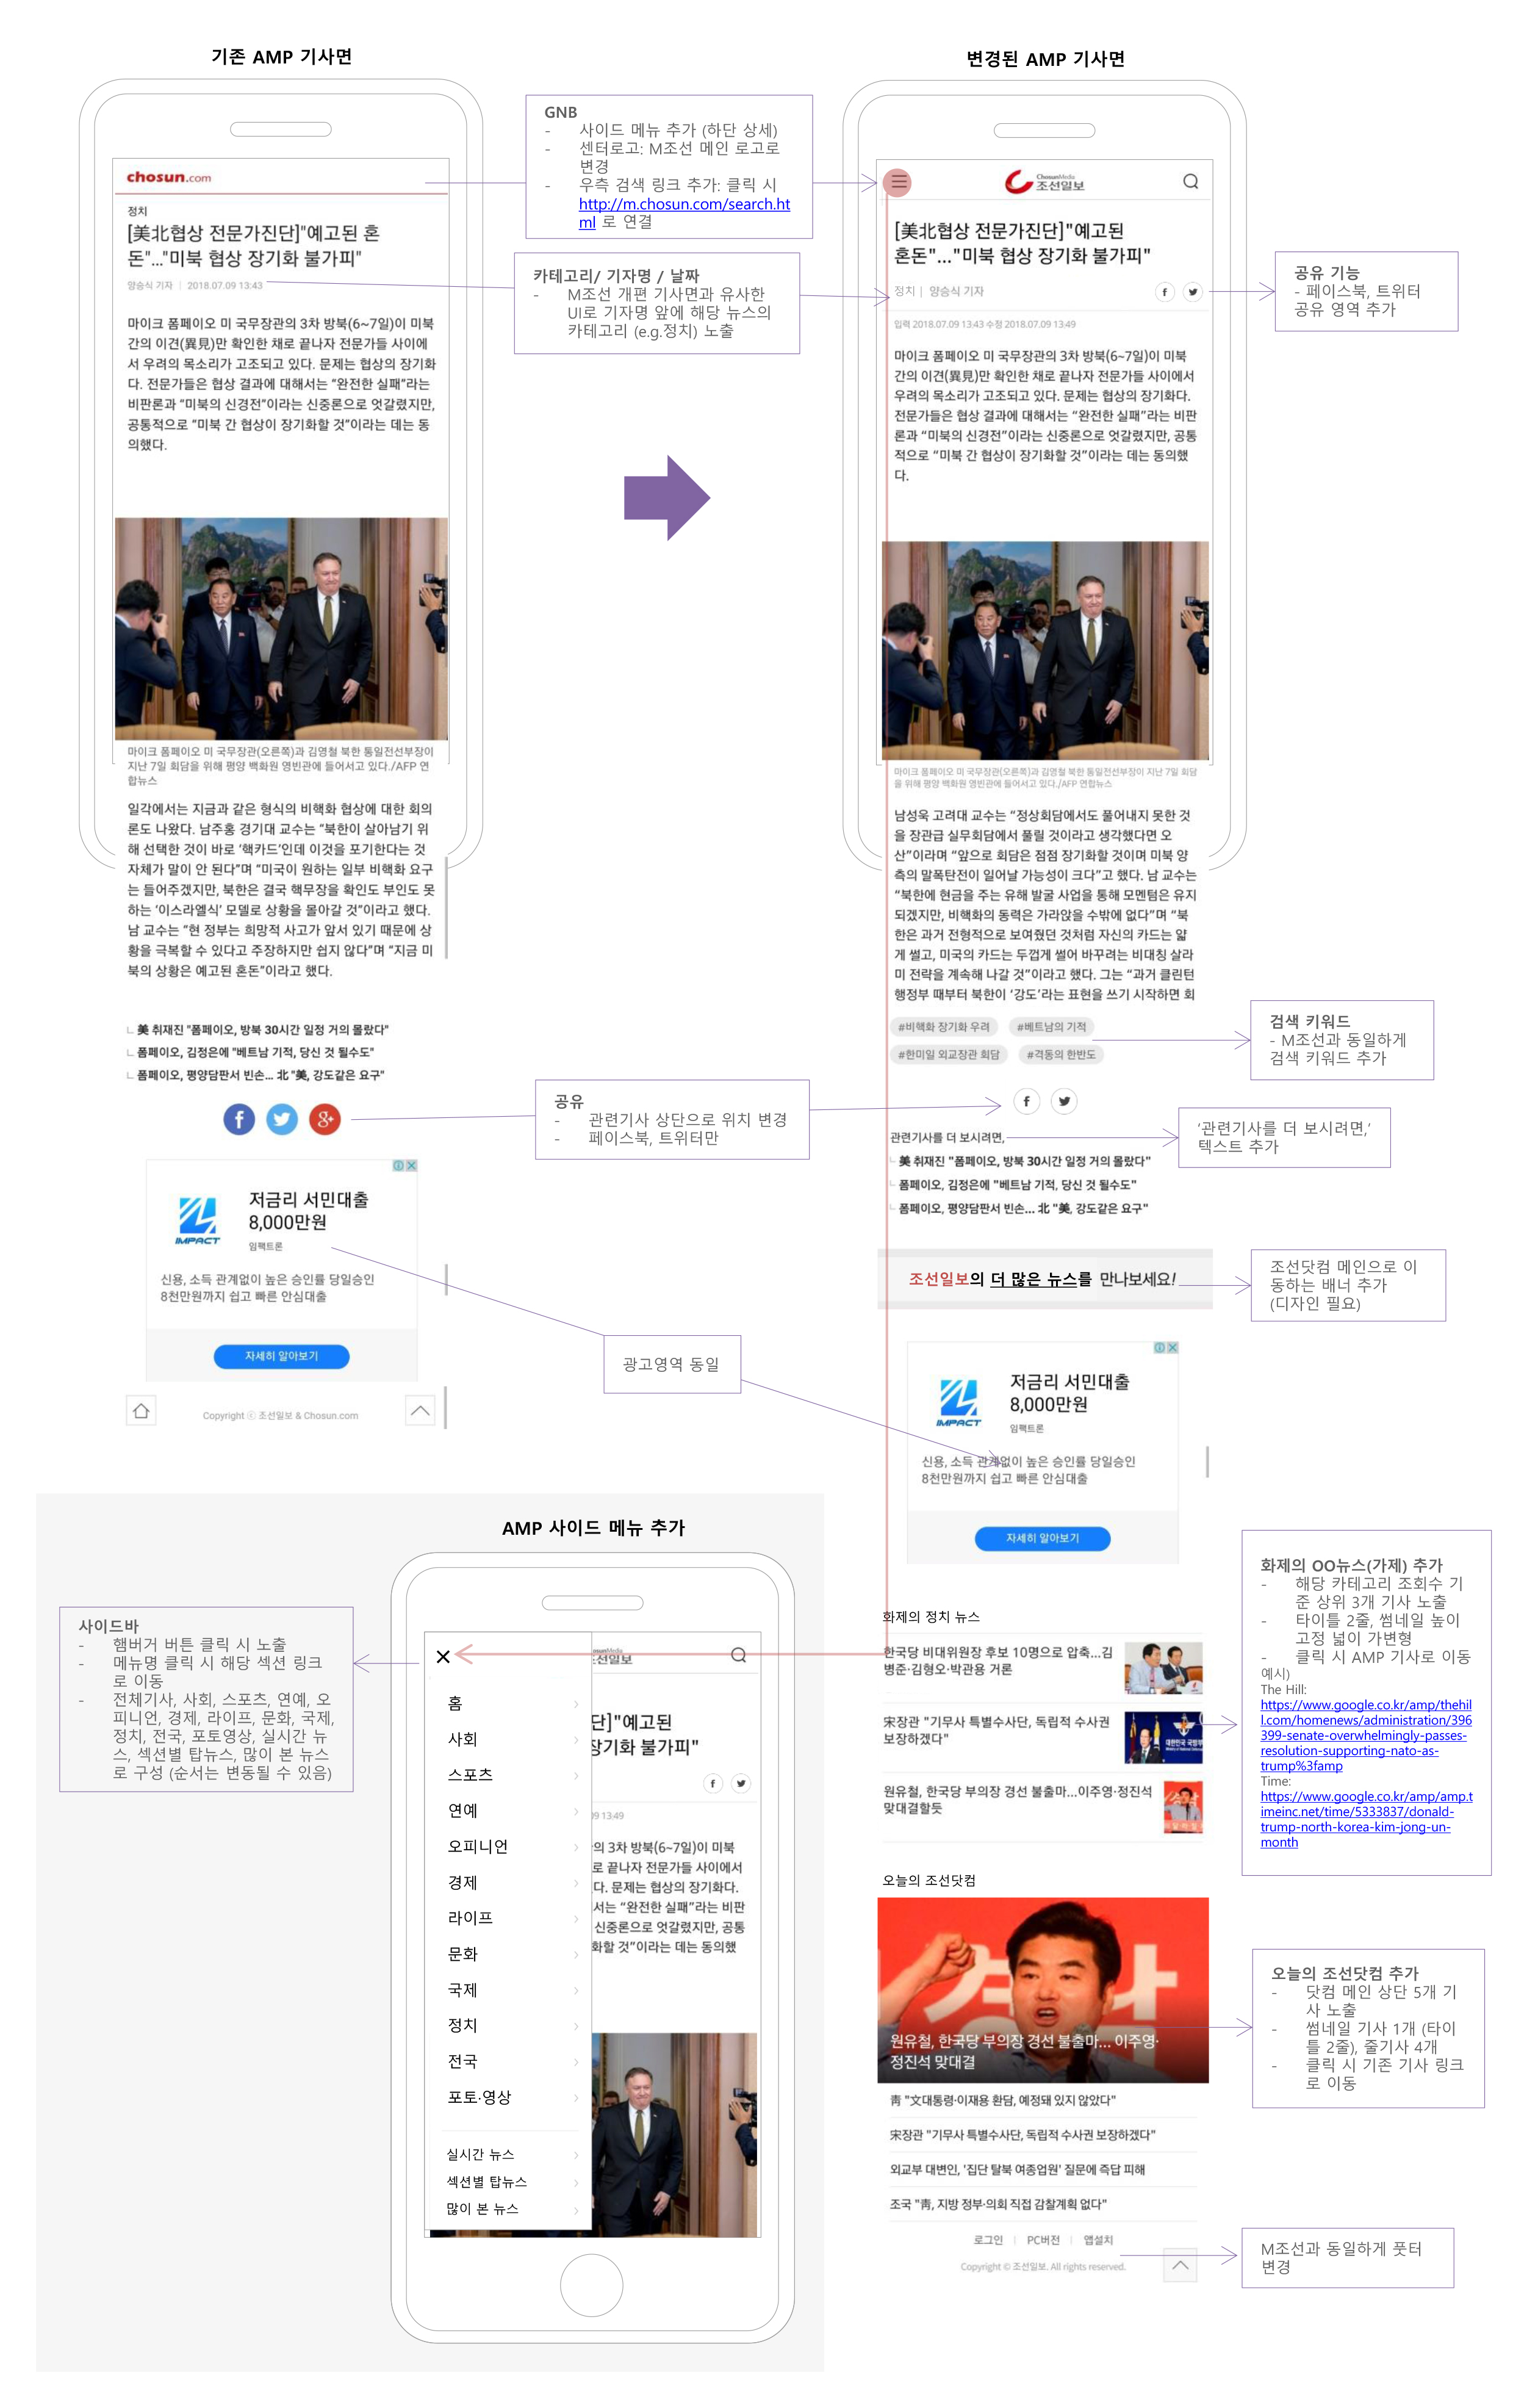 기존 AMP 기사면
chosun.com
정치
[美北협상 전문가진단]"예고된 혼
돈"..."미북 협상 장기화 불가피"
양승식 기자 | 2018.07.09 13:43
마이크 폼페이오 미 국무장관의 3차 방북(6~7일)이 미북
간의 이견(異見)만 확인한 채로 끝나자 전문가들 사이에
서 우려의 목소리가 고조되고 있다. 문제는 협상의 장기화
다. 전문가들은 협상 결과에 대해서는 “완전한 실패”라는
비판론과 “미북의 신경전”이라는 신중론으로 엇갈렸지만,
공통적으로 “미북 간 협상이 장기화할 것”이라는 데는 동
의했다.
마이크 폼페이오 미 국무장관(오른쪽)과 김영철 북한 통일전선부장이
지난 7일 회담을 위해 평양 백화원 영빈관에 들어서고 있다./AFP 연
합뉴스
일각에서는 지금과 같은 형식의 비핵화 협상에 대한 회의
론도 나왔다. 남주홍 경기대 교수는 “북한이 살아남기 위
해 선택한 것이 바로 ‘핵카드’인데 이것을 포기한다는 것
자체가 말이 안 된다”며 “미국이 원하는 일부 비핵화 요구
는 들어주겠지만, 북한은 결국 핵무장을 확인도 부인도 못
하는 ‘이스라엘식’ 모델로 상황을 몰아갈 것”이라고 했다.
남 교수는 “현 정부는 희망적 사고가 앞서 있기 때문에 상
황을 극복할 수 있다고 주장하지만 쉽지 않다”며 “지금 미
북의 상황은 예고된 혼돈”이라고 했다.
美 취재진 "폼페이오, 방북 30시간 일정 거의 몰랐다"
폼페이오, 김정은에 "베트남 기적, 당신 것 될수도"
폼페이오, 평양담판서 빈손... 北 "美, 강도같은 요구"
f g+
저금리 서민대출
8,000만원
IMPACT
임팩트론
신용, 소득 관계없이 높은 승인률 당일승인
8천만원까지 쉽고 빠른 안심대출
자세히 알아보기
Copyright ⓒ 조선일보 & Chosun.com
GNB
- 사이드 메뉴 추가 (하단 상세)
- 센터로고: M조선 메인 로고로
변경
- 우측 검색 링크 추가: 클릭 시
http://m.chosun.com/search.ht
ml 로 연결
카테고리/ 기자명 / 날짜
- M조선 개편 기사면과 유사한
UI로 기자명 앞에 해당 뉴스의
카테고리 (e.g.정치) 노출
공유
- 관련기사 상단으로 위치 변경
- 페이스북, 트위터만
광고영역 동일
변경된 AMP 기사면
ChosunMedia
조선일보
[美北협상 전문가진단]"예고된
혼돈"..."미북 협상 장기화 불가피"
정치 | 양승식 기자
f
입력 2018.07.09 13:43 수정 2018.07.09 13:49
마이크 폼페이오 미 국무장관의 3차 방북(6~7일)이 미북
간의 이견(異見)만 확인한 채로 끝나자 전문가들 사이에서
우려의 목소리가 고조되고 있다. 문제는 협상의 장기화다.
전문가들은 협상 결과에 대해서는 “완전한 실패”라는 비판
론과 “미북의 신경전”이라는 신중론으로 엇갈렸지만, 공통
적으로 “미북 간 협상이 장기화할 것”이라는 데는 동의했
다.
마이크 폼페이오 미 국무장관(오른쪽)과 김영철 북한 통일전선부장이 지난 7일 회담
을 위해 평양 백화원 영빈관에 들어서고 있다./AFP 연합뉴스
남성욱 고려대 교수는 “정상회담에서도 풀어내지 못한 것
을 장관급 실무회담에서 풀릴 것이라고 생각했다면 오
산”이라며 “앞으로 회담은 점점 장기화할 것이며 미북 양
측의 말폭탄전이 일어날 가능성이 크다”고 했다. 남 교수는
“북한에 현금을 주는 유해 발굴 사업을 통해 모멘텀은 유지
되겠지만, 비핵화의 동력은 가라앉을 수밖에 없다”며 “북
한은 과거 전형적으로 보여줬던 것처럼 자신의 카드는 얇
게 썰고, 미국의 카드는 두껍게 썰어 바꾸려는 비대칭 살라
미 전략을 계속해 나갈 것”이라고 했다. 그는 “과거 클린턴
행정부 때부터 북한이 ‘강도’라는 표현을 쓰기 시작하면 회
#비핵화 장기화 우려 #베트남의 기적
#한미일 외교장관 회담 #격동의 한반도
f
관련기사를 더 보시려면,
美 취재진 "폼페이오, 방북 30시간 일정 거의 몰랐다"
폼페이오, 김정은에 "베트남 기적, 당신 것 될수도"
폼페이오, 평양담판서 빈손... 北 "美, 강도같은 요구"
조선일보의 더 많은 뉴스를 만나보세요!
저금리 서민대출
8,000만원
IMPACT
임팩트론
신용, 소득 관계없이 높은 승인률 당일승인
8천만원까지 쉽고 빠른 안심대출
자세히 알아보기
화제의 정치 뉴스
한국당 비대위원장 후보 10명으로 압축...김
병준·김형오·박관용 거론
宋장관 "기무사 특별수사단, 독립적 수사권
보장하겠다"
대한민국 국방부
원유철, 한국당 부의장 경선 불출마...이주영·정진석
맞대결할듯
오늘의 조선닷컴
원유철, 한국당 부의장 경선 불출마... 이주영·
정진석 맞대결
靑 "文대통령·이재용 환담, 예정돼 있지 않았다"
宋장관 "기무사 특별수사단, 독립적 수사권 보장하겠다"
외교부 대변인, '집단 탈북 여종업원' 질문에 즉답 피해
조국 "靑, 지방 정부·의회 직접 감찰계획 없다"
로그인 | PC버전 | 앱설치
Copyright © 조선일보. All rights reserved.
공유 기능
- 페이스북, 트위터
공유 영역 추가
검색 키워드
- M조선과 동일하게
검색 키워드 추가
‘관련기사를 더 보시려면,’
텍스트 추가
조선닷컴 메인으로 이
동하는 배너 추가
(디자인 필요)
화제의 OO뉴스(가제) 추가
- 해당 카테고리 조회수 기
준 상위 3개 기사 노출
- 타이틀 2줄, 썸네일 높이
고정 넓이 가변형
- 클릭 시 AMP 기사로 이동
예시)
The Hill:
https://www.google.co.kr/amp/thehil
l.com/homenews/administration/396
399-senate-overwhelmingly-passes-
resolution-supporting-nato-as-
trump%3famp
Time:
https://www.google.co.kr/amp/amp.t
imeinc.net/time/5333837/donald-
trump-north-korea-kim-jong-un-
month
오늘의 조선닷컴 추가
- 닷컴 메인 상단 5개 기
사 노출
- 썸네일 기사 1개 (타이
틀 2줄), 줄기사 4개
- 클릭 시 기존 기사 링크
로 이동
M조선과 동일하게 풋터
변경
AMP 사이드 메뉴 추가
사이드바
- 햄버거 버튼 클릭 시 노출
- 메뉴명 클릭 시 해당 섹션 링크
로 이동
- 전체기사, 사회, 스포츠, 연예, 오
피니언, 경제, 라이프, 문화, 국제,
정치, 전국, 포토영상, 실시간 뉴
스, 섹션별 탑뉴스, 많이 본 뉴스
로 구성 (순서는 변동될 수 있음)
홈
사회
스포츠
연예
오피니언
경제
라이프
문화
국제
정치
전국
포토·영상
실시간 뉴스
섹션별 탑뉴스
많이 본 뉴스
조선일보
단]"예고된
장기화 불가피"
f
13:49
의 3차 방북(6~7일)이 미북
로 끝나자 전문가들 사이에서
다. 문제는 협상의 장기화다.
서는 “완전한 실패”라는 비판
신중론으로 엇갈렸지만, 공통
화할 것”이라는 데는 동의했